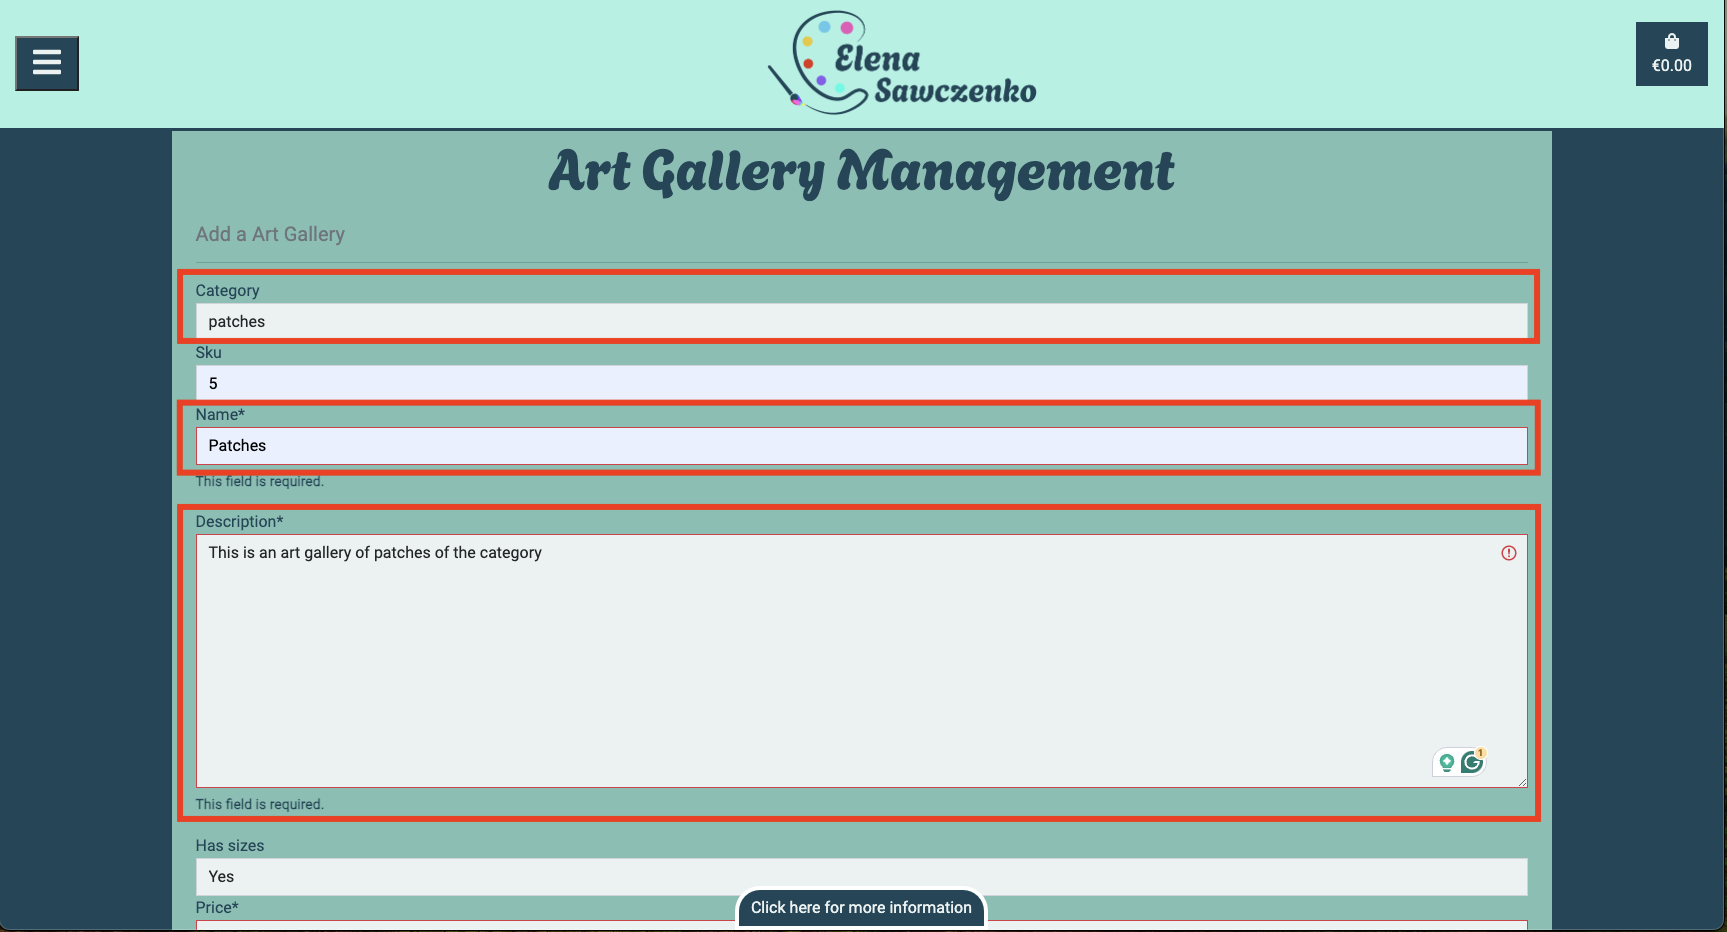 Elena
Sawczenko
€0.00
Art Gallery Management
Add a Art Gallery
Category
patches
Sku
5
Name*
Patches
This field is required.
Description*
This is an art gallery of patches of the category
1
This field is required.
Has sizes
Yes
Price*
Click here for more information